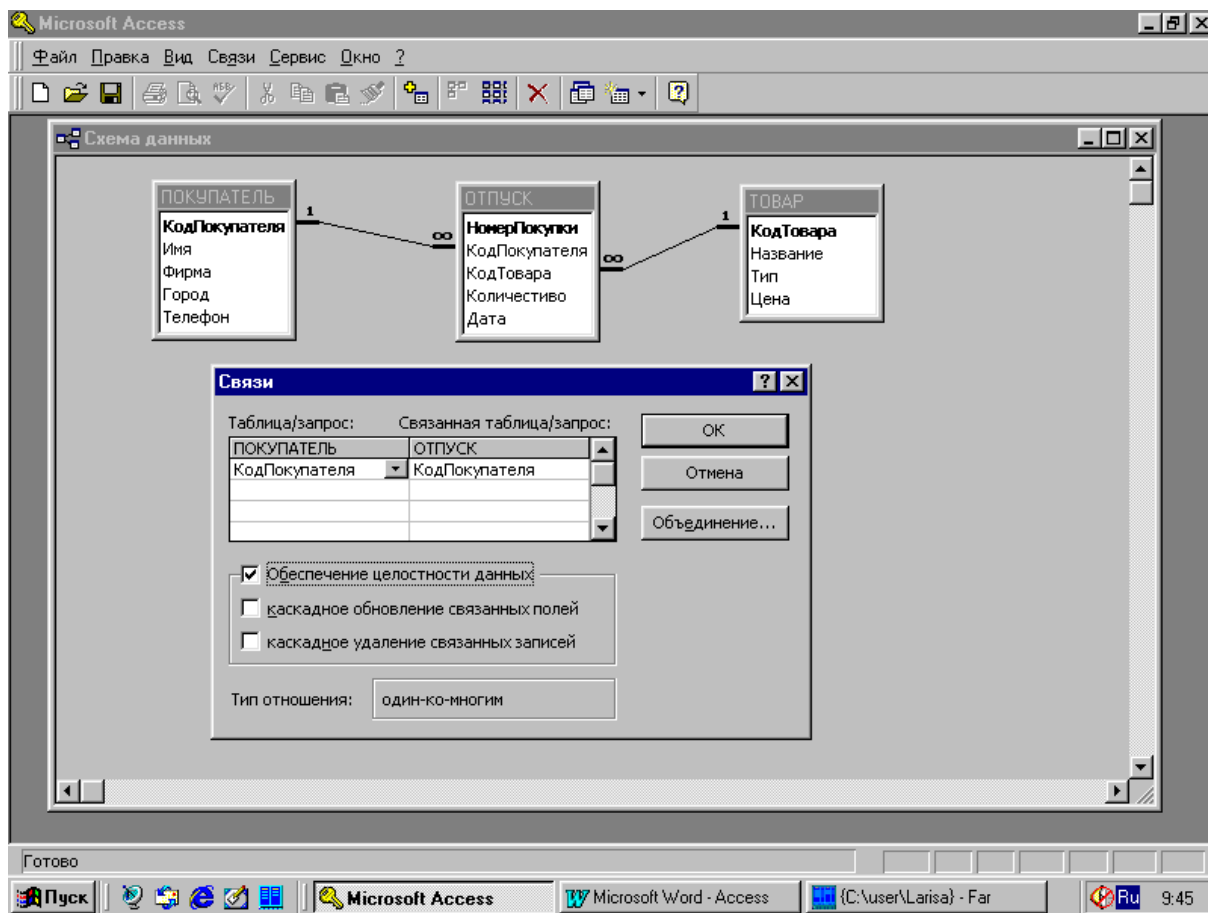 Microsoft Access
Файл Правка Вид Связи Сервис Окно ?
Схема данных
ПОКУПАТЕЛЬ
КодПокупателя
Имя
Фирма
Город
Телефон
1
∞
ОТПУСК
НомерПокупки
КодПокупателя
КодТовара
Количестиво
Дата
∞
1
ТОВАР
КодТовара
Название
Тип
Цена
Связи
Таблица/запрос: Связанная таблица/запрос:
ПОКУПАТЕЛЬ ОТПУСК
КодПокупателя КодПокупателя
ОК
Отмена
Объединение...
Обеспечение целостности данных
каскадное обновление связанных полей
каскадное удаление связанных записей
Тип отношения: один-ко-многим
Готово
Пуск Microsoft Access Microsoft Word - Access {C:\user\Larisa} - Far Ru 9:45